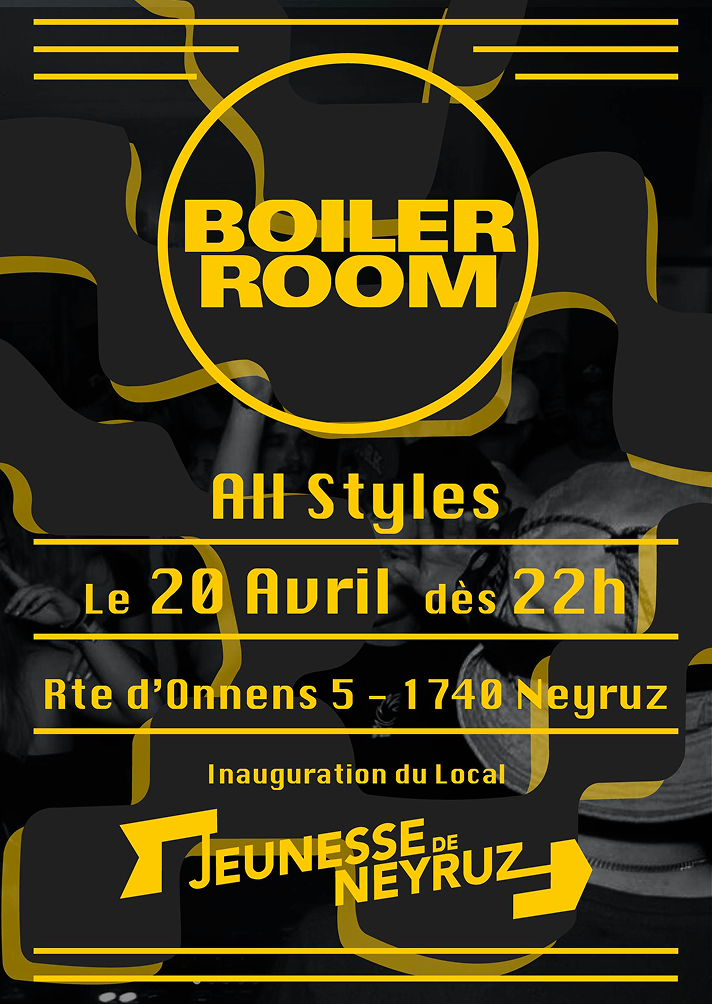 BOILER
ROOM
All Styles
Le 20 Avril dès 22h
Rte d'Onnens 5 - 1740 Neyruz
Inauguration du Local
JEUNESSE DE
NEYRUZ